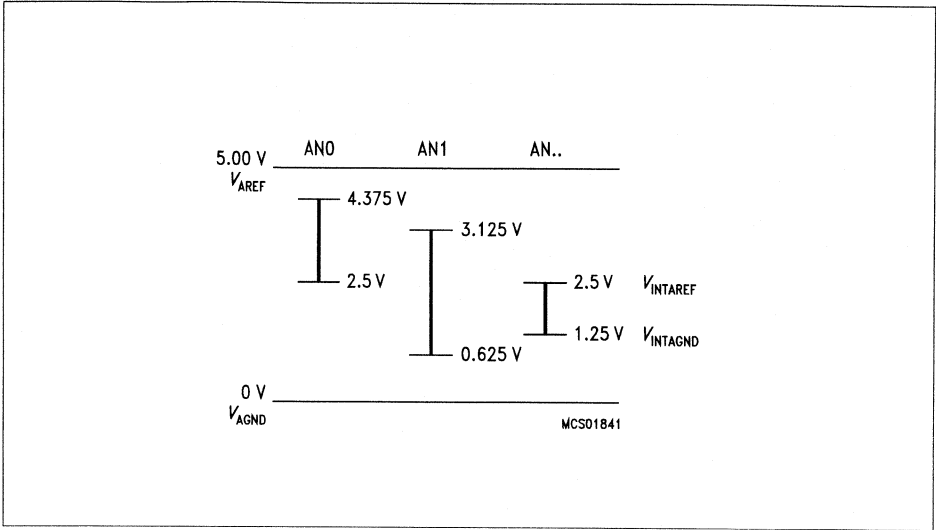 AN0 AN1 AN..
5.00 V
VAREF
4.375 V
3.125 V
2.5 V
2.5 V VINTAREF
1.25 V VINTAGND
0.625 V
0 V
VAGND
MCS01841